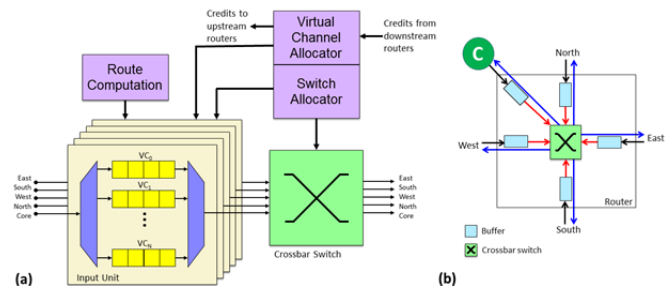 Credits to
upstream
routers
Virtual
Channel
Allocator
Credits from
downstream
routers
Route
Computation
Switch
Allocator
East
South
West
North
Core
VC0
VC1
VCN
Input Unit
East
South
West
North
Core
Crossbar Switch
(a)
C
North
West
East
Router
South
Buffer
Crossbar switch
(b)